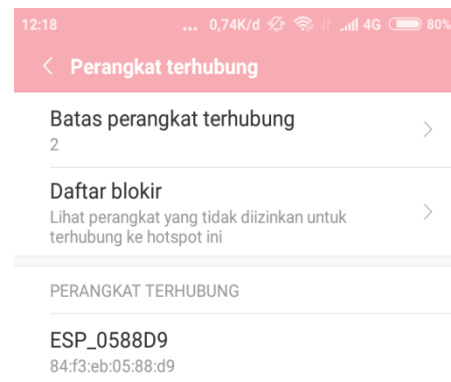 12:18 ... 0,74K/d 4G 80%
Perangkat terhubung
Batas perangkat terhubung
2
Daftar blokir
Lihat perangkat yang tidak diizinkan untuk
terhubung ke hotspot ini
PERANGKAT TERHUBUNG
ESP_0588D9
84:f3:eb:05:88:d9